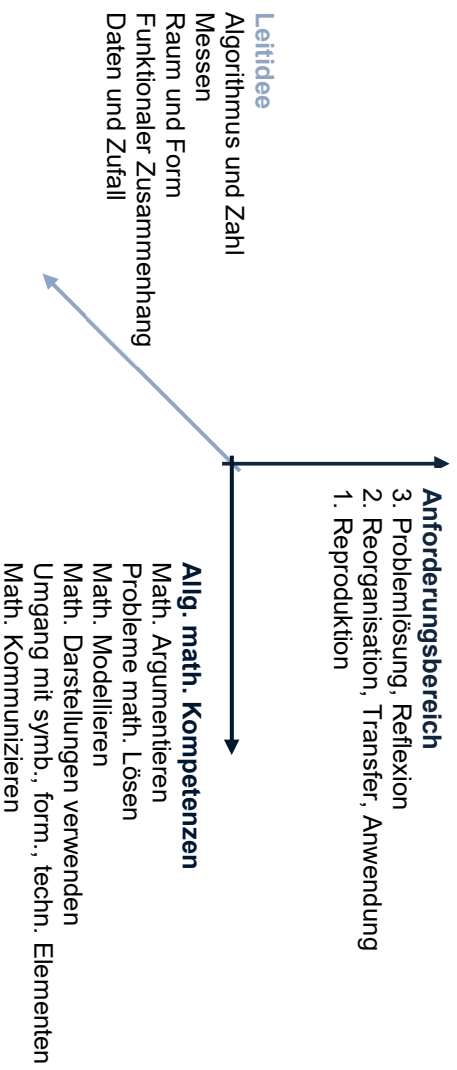 Anforderungsbereich
3. Problemlösung, Reflexion
2. Reorganisation, Transfer, Anwendung
1. Reproduktion
Leitidee
Algorithmus und Zahl
Messen
Raum und Form
Funktionaler Zusammenhang
Daten und Zufall
Allg. math. Kompetenzen
Math. Argumentieren
Probleme math. Lösen
Math. Modellieren
Math. Darstellungen verwenden
Umgang mit symb., form., techn. Elementen
Math. Kommunizieren